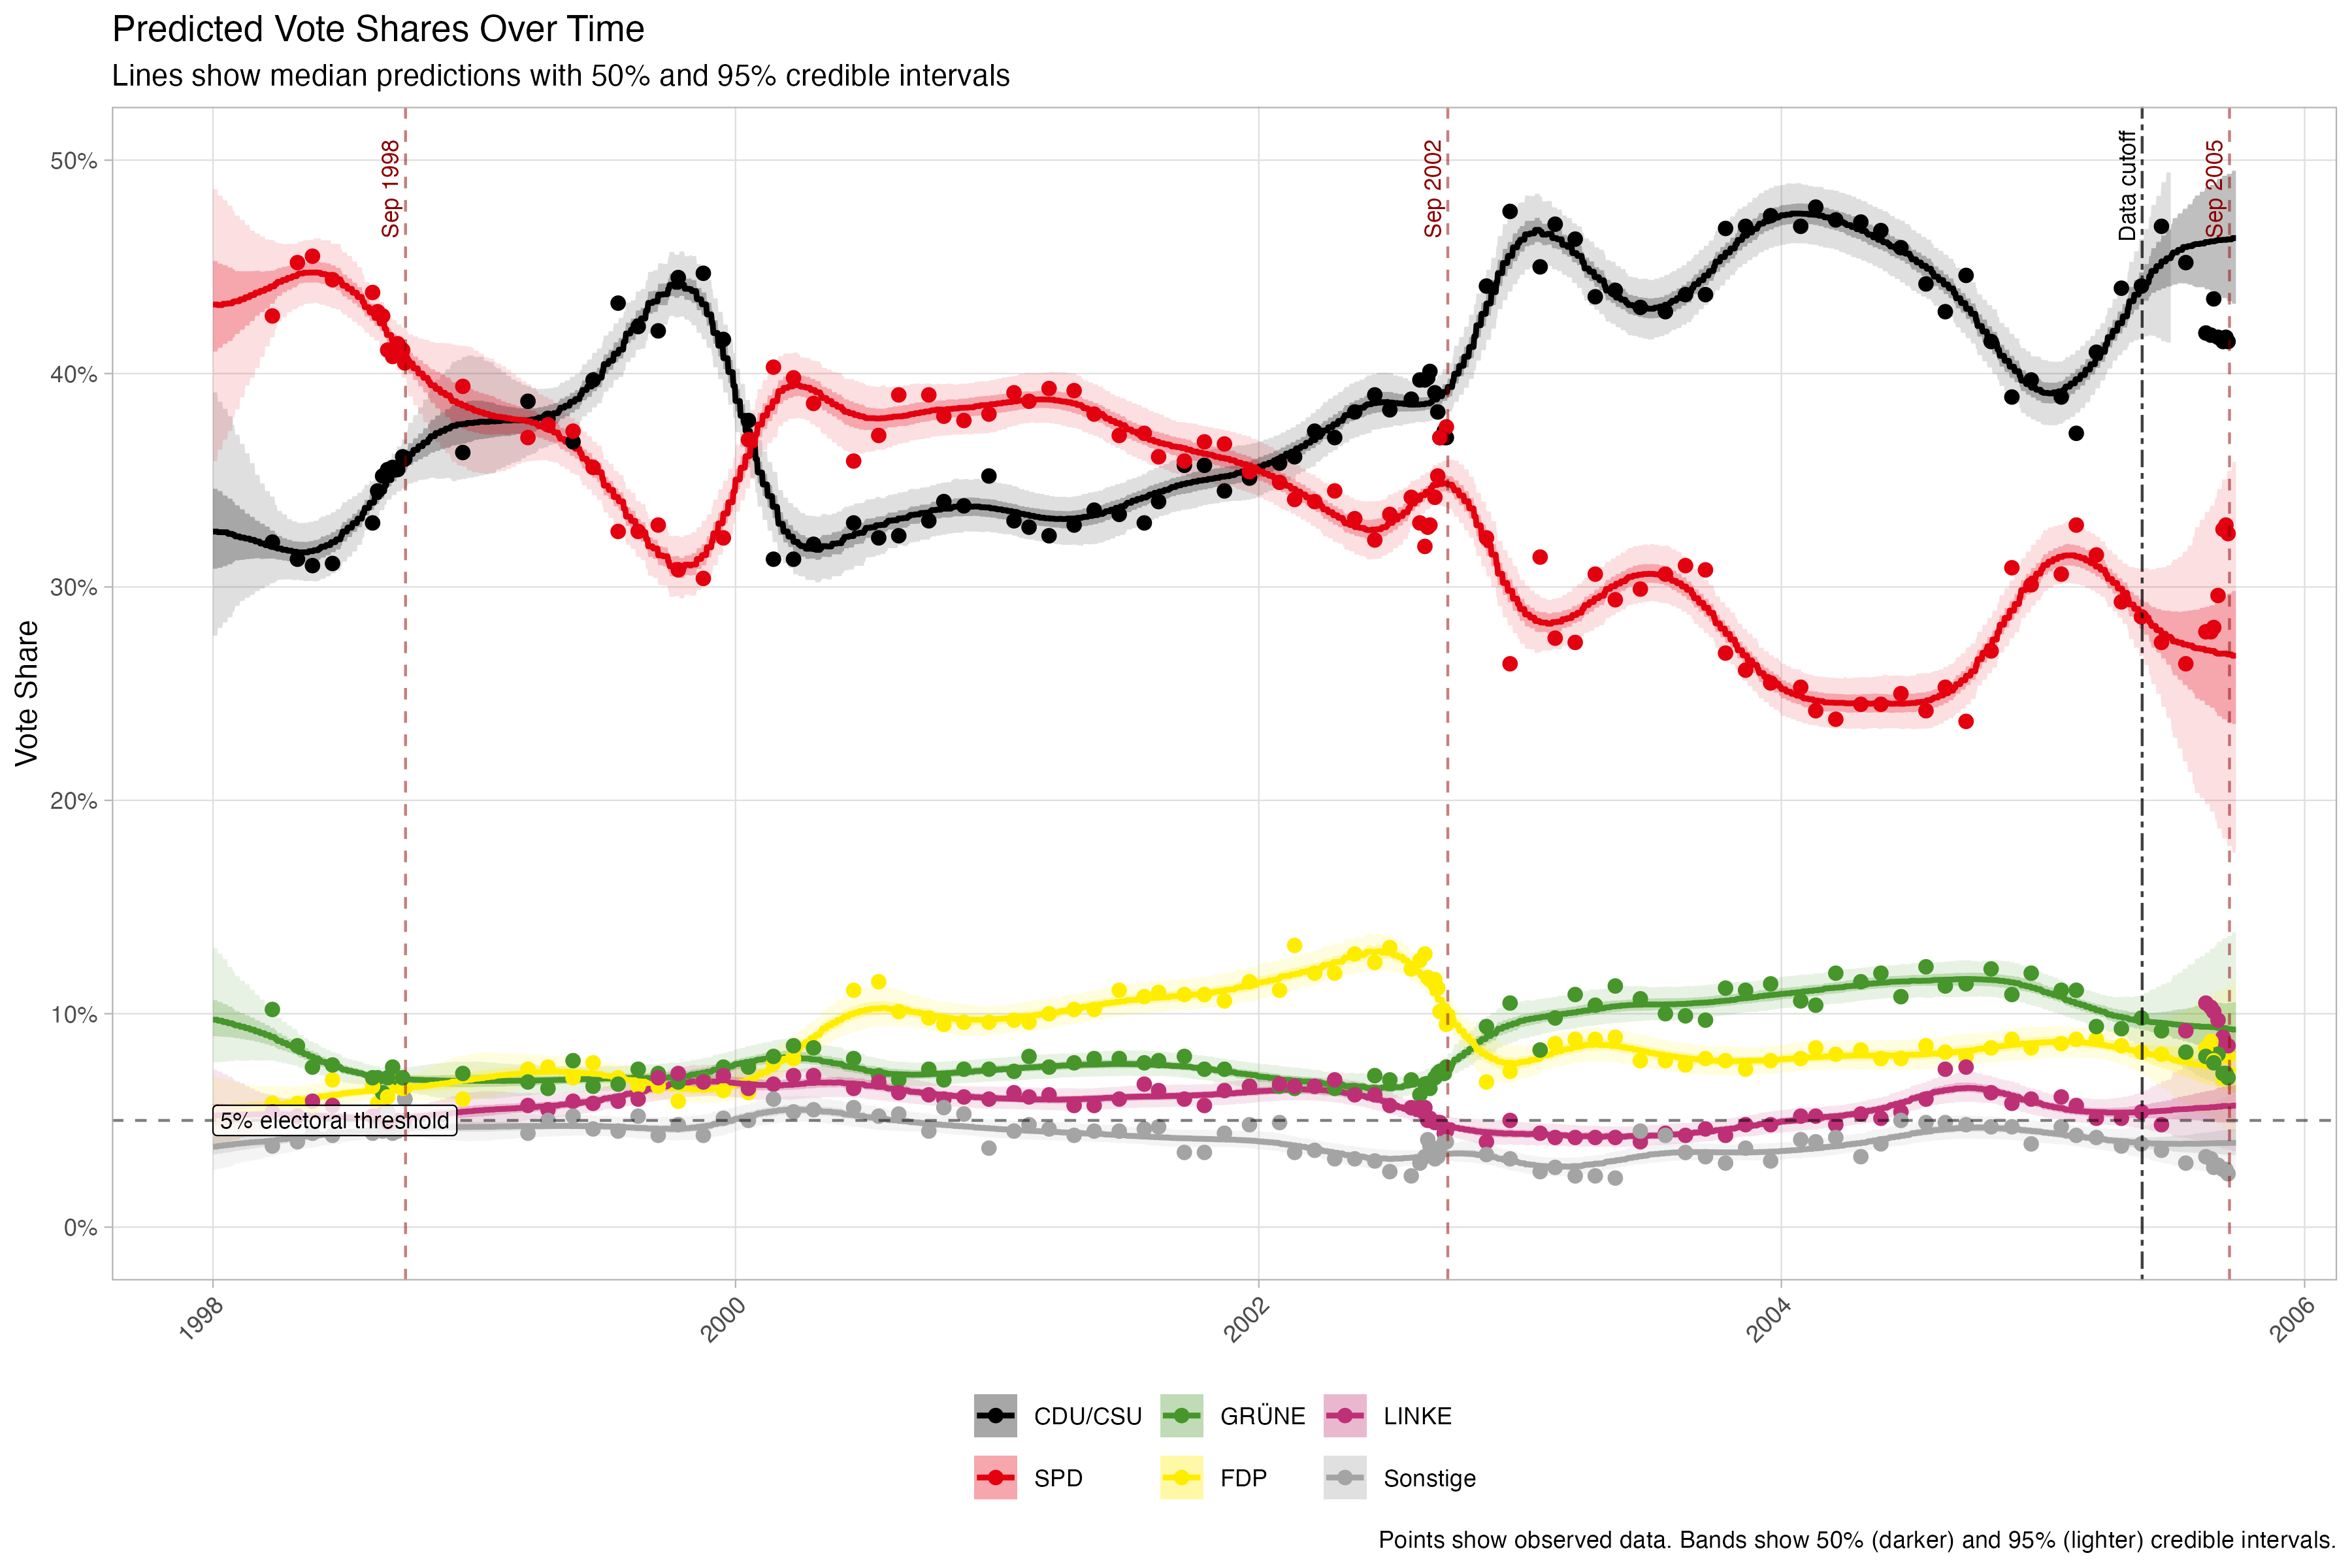 Predicted Vote Shares Over Time
Lines show median predictions with 50% and 95% credible intervals
Vote Share
50%
40%
30%
20%
10%
0%
Sep 1998
Sep 2002
Data cutoff
Sep 2005
5% electoral threshold
1998
2000
2002
2004
2006
CDU/CSU
GRÜNE
LINKE
SPD
FDP
Sonstige
Points show observed data. Bands show 50% (darker) and 95% (lighter) credible intervals.